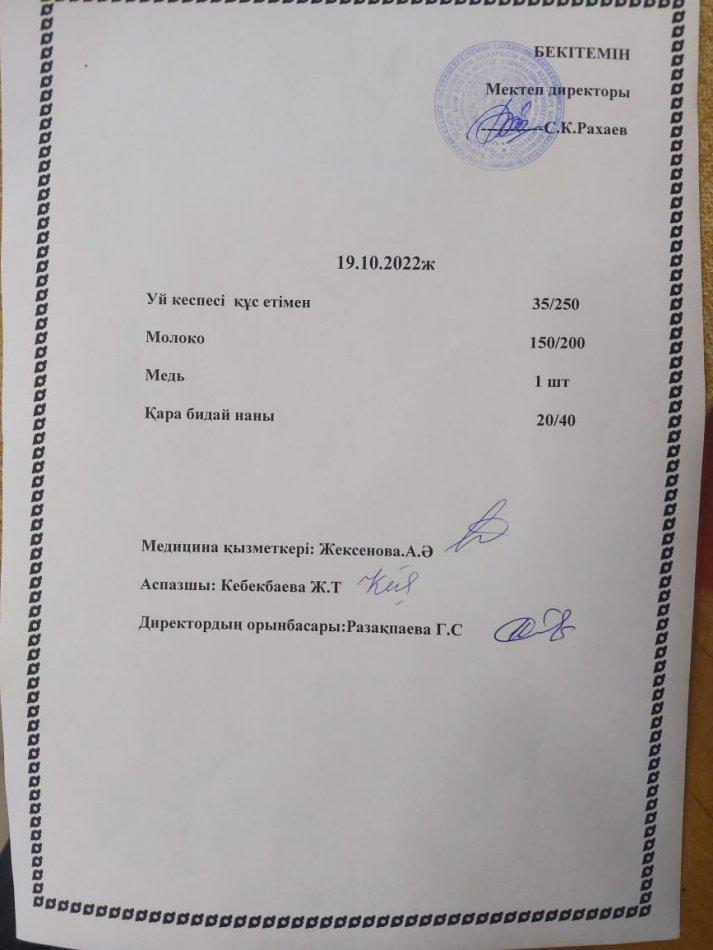 БЕКІТЕМІН
Мектеп директоры
------------С.К.Рахаев
19.10.2022ж
Уй кеспесі құс етімен 35/250
Молоко 150/200
Медь 1 шт
Қара бидай наны 20/40
Медицина қызметкері: Жексенова.А.Ә
Аспазшы: Кебекбаева Ж.Т
Директордың орынбасары:Разақпаева Г.С